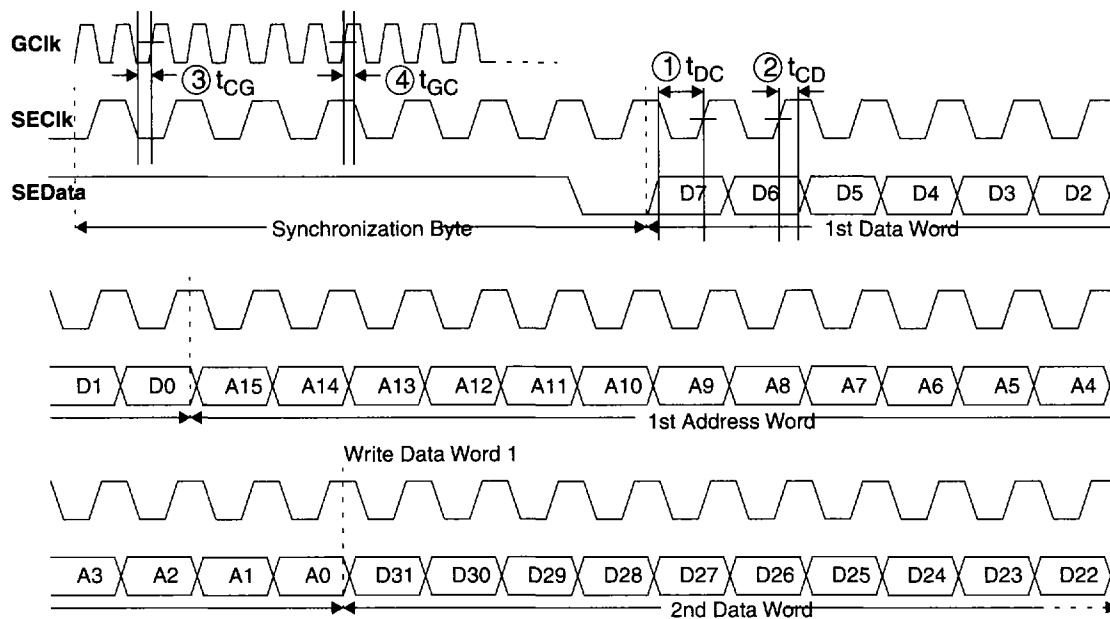 GClk
③ tCG ④ tGC ① tDC ② tCD
SEClk
SEData D7 D6 D5 D4 D3 D2
Synchronization Byte 1st Data Word
D1 D0 A15 A14 A13 A12 A11 A10 A9 A8 A7 A6 A5 A4
1st Address Word
Write Data Word 1
A3 A2 A1 A0 D31 D30 D29 D28 D27 D26 D25 D24 D23 D22
2nd Data Word